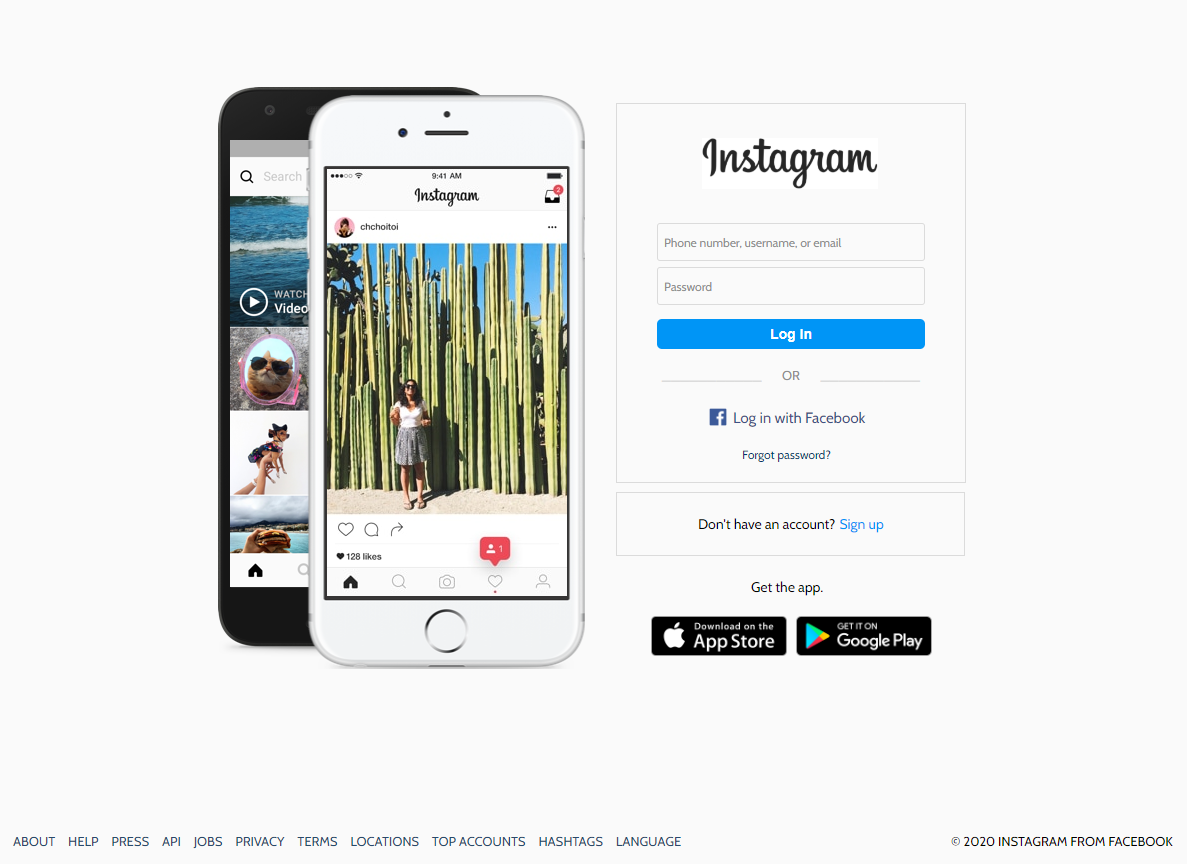 Search
WATCH
Video
9:41 AM
Instagram
2
chchoitoi
128 likes
1
Instagram
Phone number, username, or email
Password
Log In
OR
Log in with Facebook
Forgot password?
Don't have an account? Sign up
Get the app.
Download on the
App Store
GET IT ON
Google Play
ABOUT HELP PRESS API JOBS PRIVACY TERMS LOCATIONS TOP ACCOUNTS HASHTAGS LANGUAGE © 2020 INSTAGRAM FROM FACEBOOK